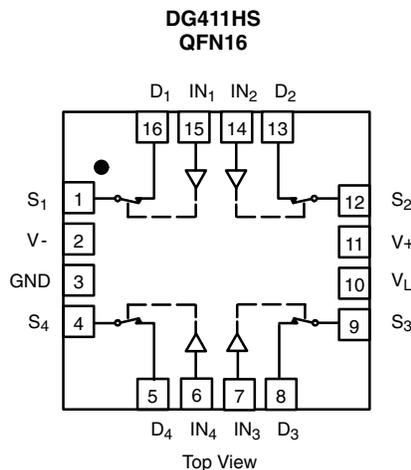 DG411HS
QFN16
D1 IN1 IN2 D2
16 15 14 13
S1 1 12 S2
V- 2 11 V+
GND 3 10 VL
S4 4 9 S3
5 6 7 8
D4 IN4 IN3 D3
Top View